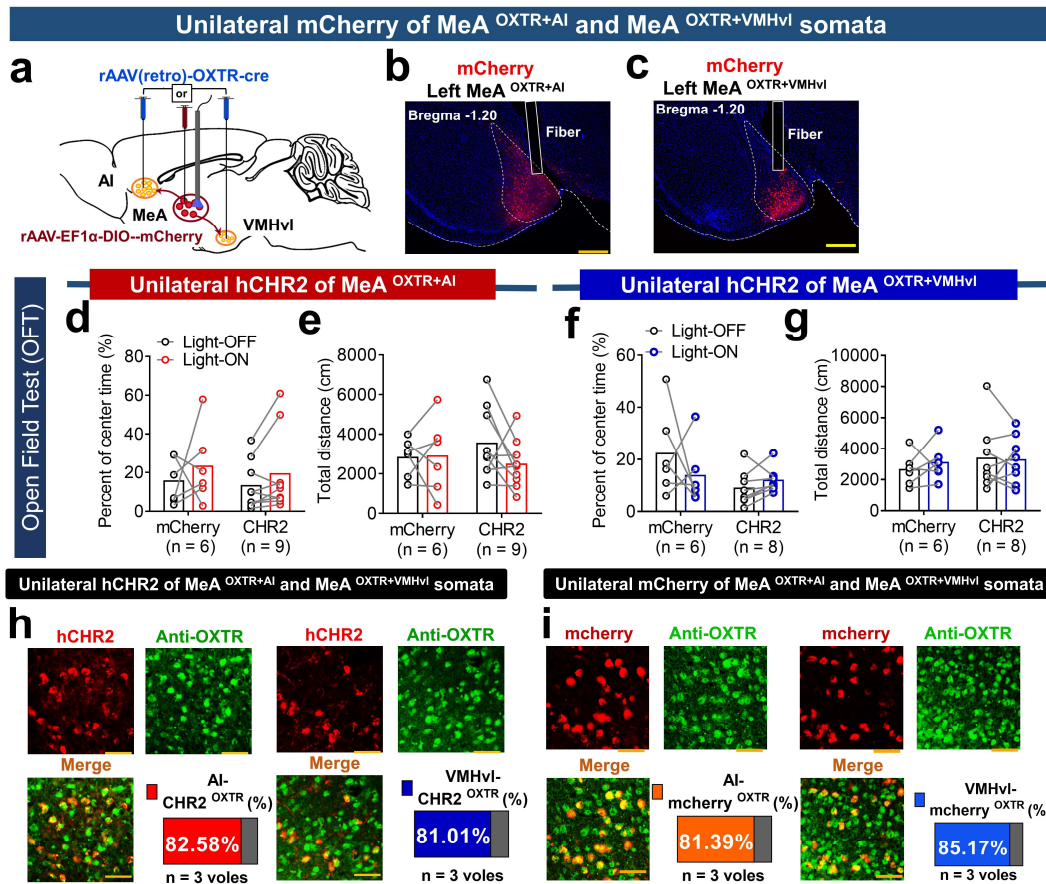 Unilateral mCherry of MeA OXTR+AI and MeA OXTR+VMHvl somata
a
rAAV(retro)-OXTR-cre
or
AI
MeA
VMHvl
rAAV-EF1α-DIO--mCherry
b
mCherry
Left MeA OXTR+AI
Bregma -1.20
Fiber
c
mCherry
Left MeA OXTR+VMHvl
Bregma -1.20
Fiber
Open Field Test (OFT)
Unilateral hCHR2 of MeA OXTR+AI
Unilateral hCHR2 of MeA OXTR+VMHvl
d
Light-OFF
Light-ON
Percent of center time (%)
80
60
40
20
0
mCherry
(n = 6)
CHR2
(n = 9)
e
Total distance (cm)
8000
6000
4000
2000
0
mCherry
(n = 6)
CHR2
(n = 9)
f
Light-OFF
Light-ON
Percent of center time (%)
60
40
20
0
mCherry
(n = 6)
CHR2
(n = 8)
g
Total distance (cm)
10000
8000
6000
4000
2000
0
mCherry
(n = 6)
CHR2
(n = 8)
Unilateral hCHR2 of MeA OXTR+AI and MeA OXTR+VMHvl somata
Unilateral mCherry of MeA OXTR+AI and MeA OXTR+VMHvl somata
h
hCHR2
Anti-OXTR
hCHR2
Anti-OXTR
Merge
AI-
CHR2 OXTR (%)
82.58%
n = 3 voles
Merge
VMHvl-
CHR2 OXTR (%)
81.01%
n = 3 voles
i
mcherry
Anti-OXTR
mcherry
Anti-OXTR
Merge
AI-
mcherry OXTR (%)
81.39%
n = 3 voles
Merge
VMHvl-
mcherry OXTR (%)
85.17%
n = 3 voles